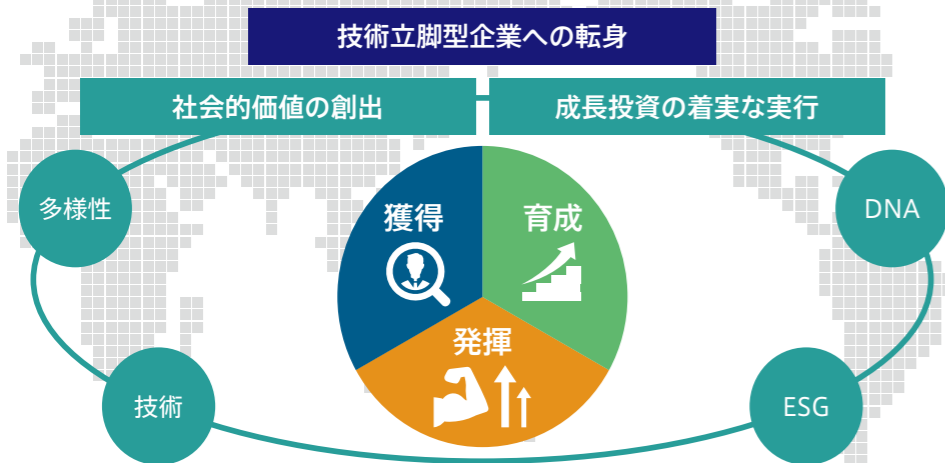 技術立脚型企業への転身
社会的価値の創出
成長投資の着実な実行
多様性
獲得
育成
DNA
発揮
技術
ESG